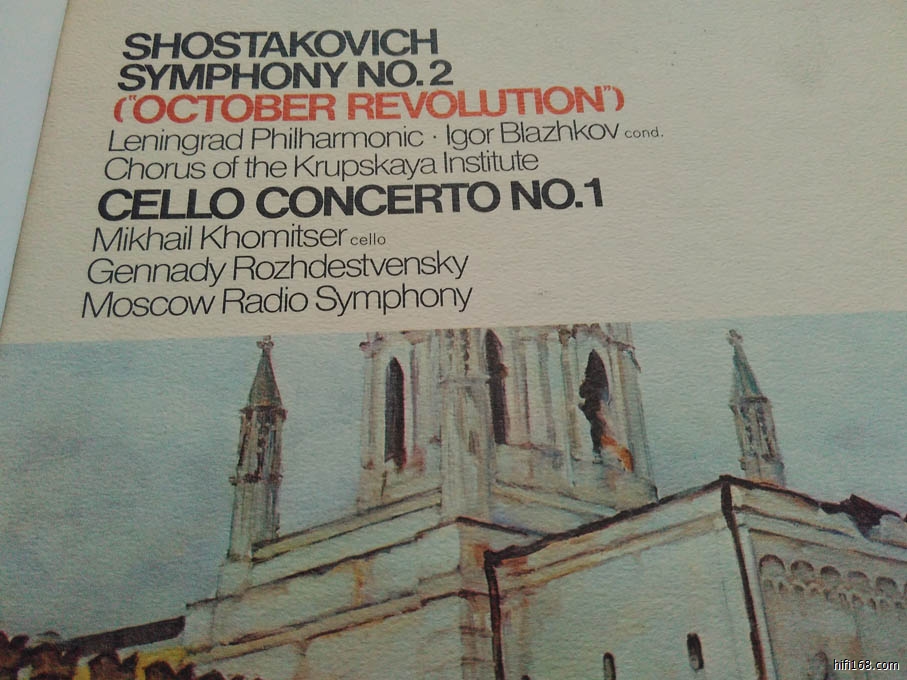 SHOSTAKOVICH
SYMPHONY NO. 2
("OCTOBER REVOLUTION")
Leningrad Philharmonic · Igor Blazhkov cond.
Chorus of the Krupskaya Institute
CELLO CONCERTO NO. 1
Mikhail Khomitser cello
Gennady Rozhdestvensky
Moscow Radio Symphony
hifi168.com